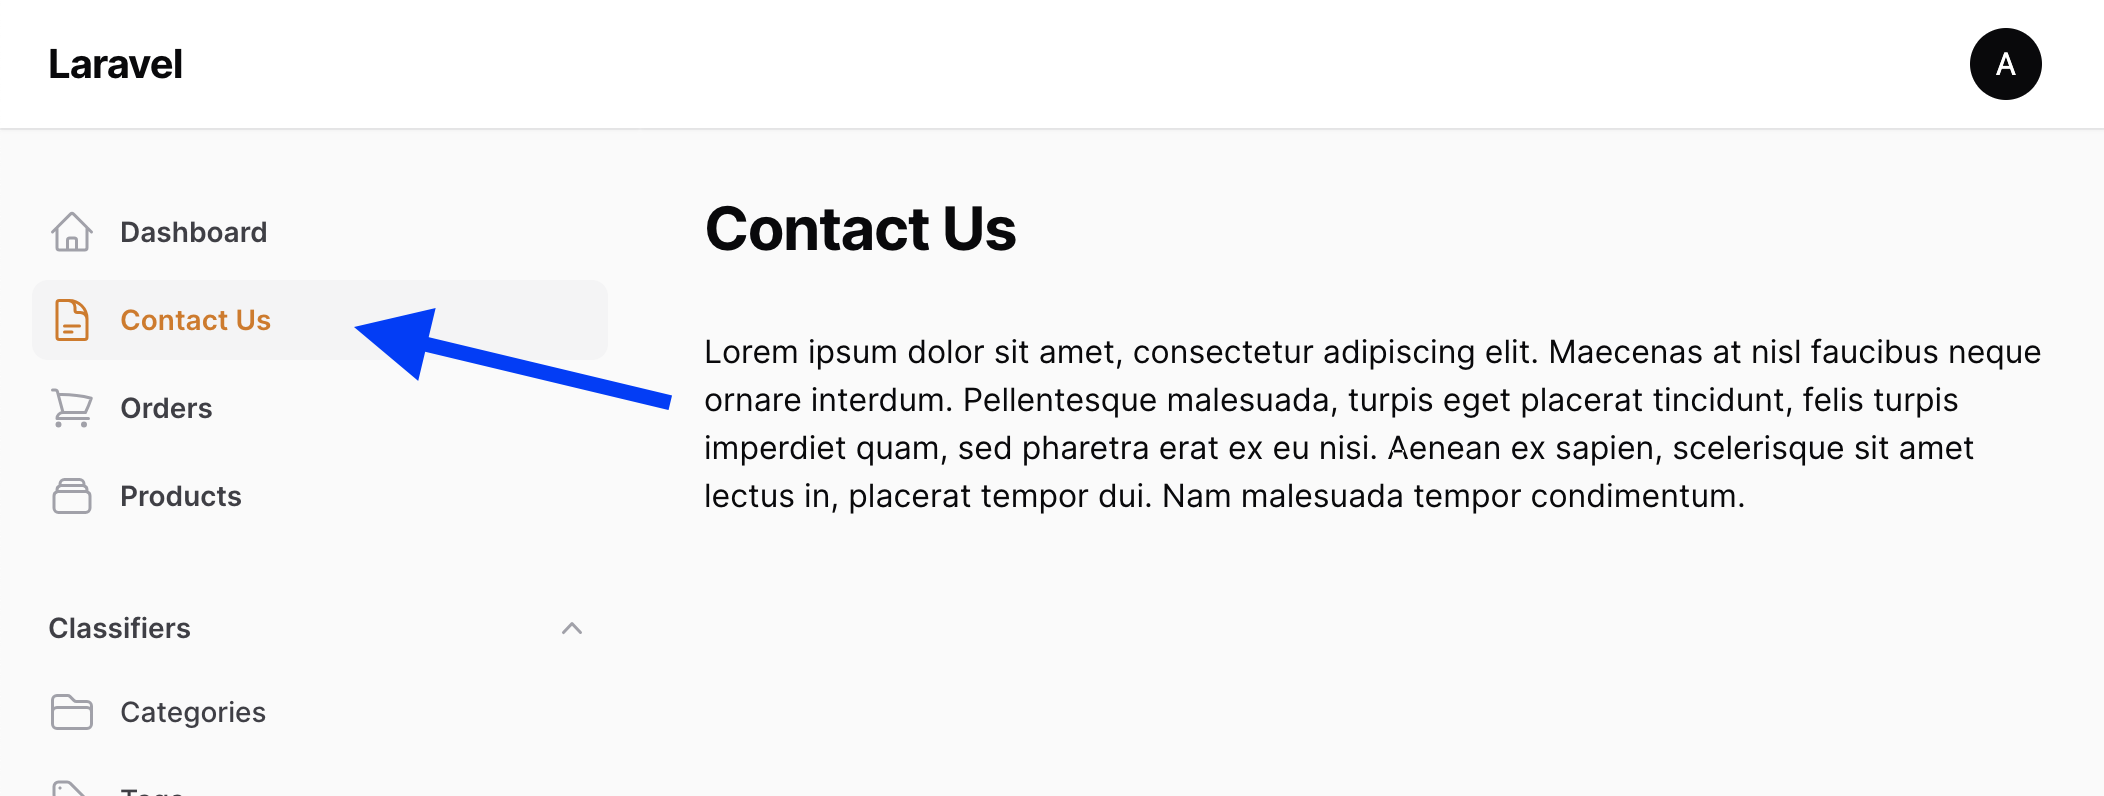 Laravel
A
Dashboard
Contact Us
Orders
Products
Classifiers
Categories
Tags
Contact Us
Lorem ipsum dolor sit amet, consectetur adipiscing elit. Maecenas at nisl faucibus neque
ornare interdum. Pellentesque malesuada, turpis eget placerat tincidunt, felis turpis
imperdiet quam, sed pharetra erat ex eu nisi. Aenean ex sapien, scelerisque sit amet
lectus in, placerat tempor dui. Nam malesuada tempor condimentum.